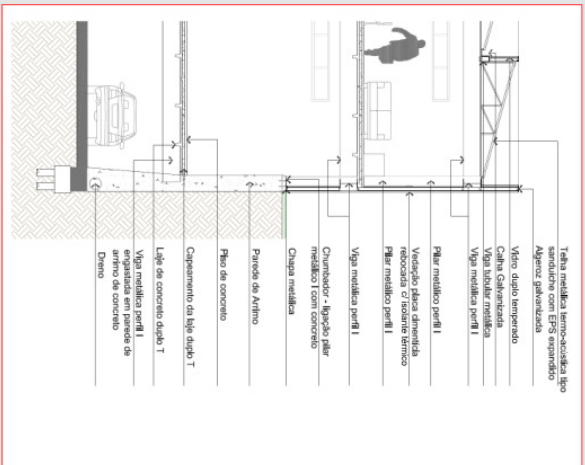 Telha metálica termo-acústica tipo
sanduíche com EPS expandido
Algeroz galvanizada
Vidro duplo temperado
Calha Galvanizada
Viga tubular metálica
Viga metálica perfil I
Pilar metálico perfil I
Vedação placa cimentícia
rebocada c/ isolante térmico
Pilar metálico perfil I
Viga metálica perfil I
Chumbador - ligação pilar
metálico I com concreto
Chapa metálica
Parede de Arrimo
Piso de concreto
Capeamento da laje duplo T
Laje de concreto duplo T
Viga metálica perfil I
engastada em parede de
arrimo de concreto
Dreno